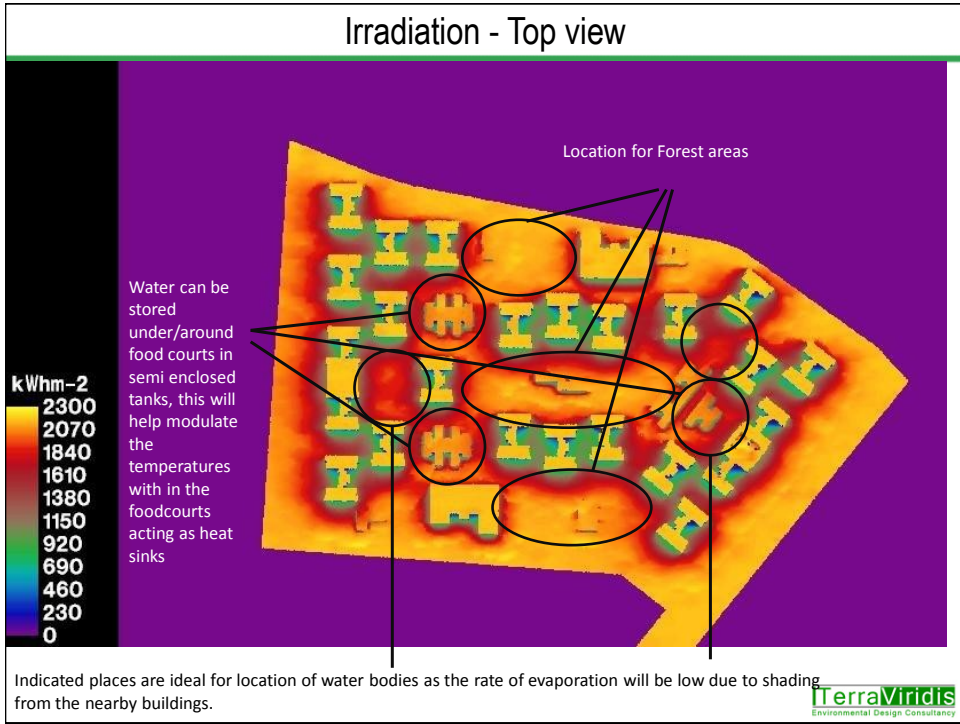 Irradiation - Top view
Location for Forest areas
Water can be
stored
under/around
food courts in
semi enclosed
tanks, this will
help modulate
the
temperatures
with in the
foodcourts
acting as heat
sinks
kWhm-2
2300
2070
1840
1610
1380
1150
920
690
460
230
0
Indicated places are ideal for location of water bodies as the rate of evaporation will be low due to shading
from the nearby buildings.
TerraViridis
Environmental Design Consultancy